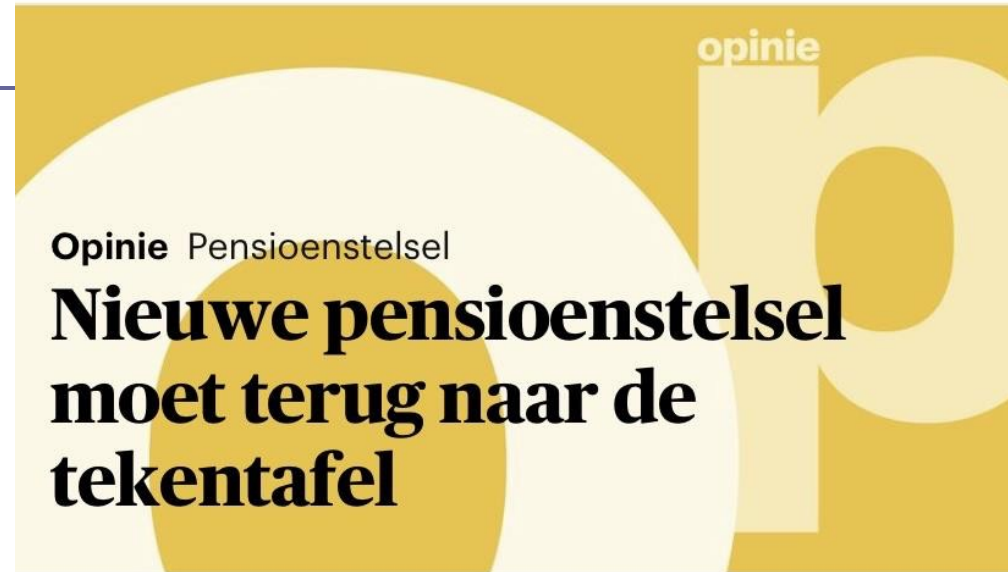 opinie
Opinie Pensioenstelsel
Nieuwe pensioenstelsel
moet terug naar de
tekentafel